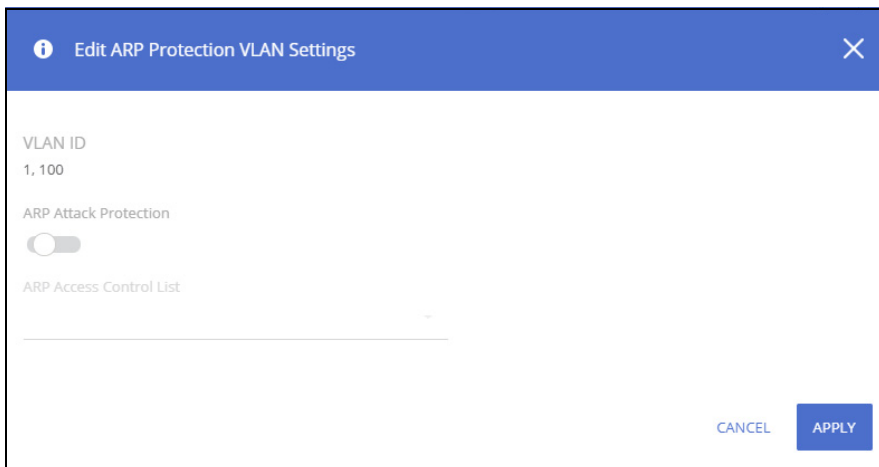 Edit ARP Protection VLAN Settings
VLAN ID
1, 100
ARP Attack Protection
ARP Access Control List
CANCEL
APPLY